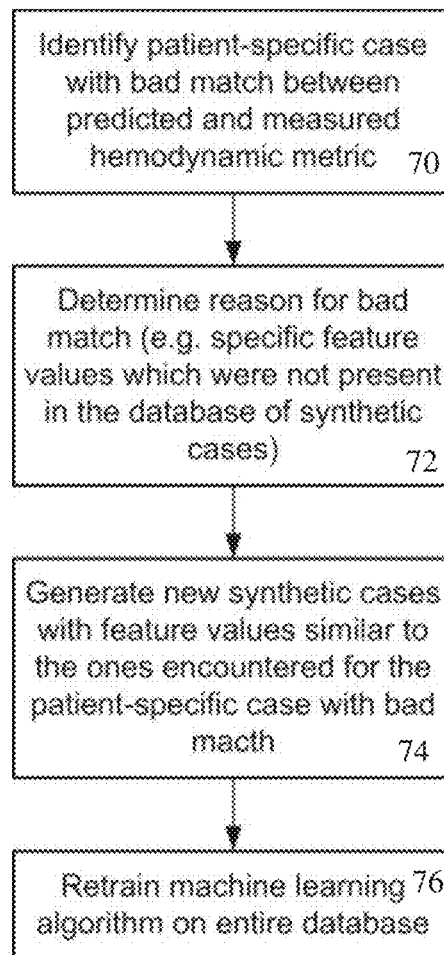 Identify patient-specific case
with bad match between
predicted and measured
hemodynamic metric 70
Determine reason for bad
match (e.g. specific feature
values which were not present
in the database of synthetic
cases) 72
Generate new synthetic cases
with feature values similar to
the ones encountered for the
patient-specific case with bad
macth 74
Retrain machine learning 76
algorithm on entire database